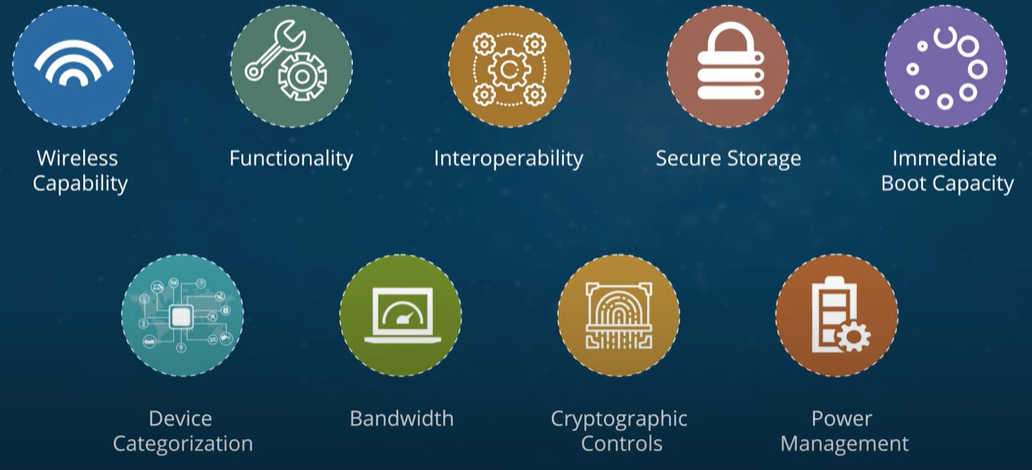 Wireless
Capability
Functionality
Interoperability
Secure Storage
Immediate
Boot Capacity
Device
Categorization
Bandwidth
Cryptographic
Controls
Power
Management